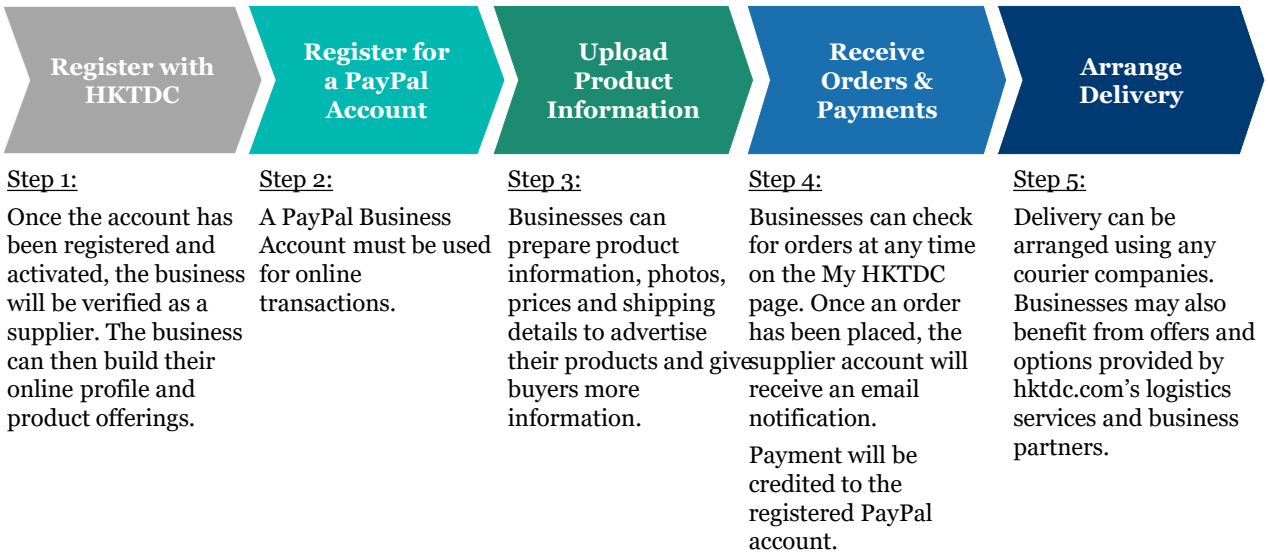 Register with
HKTDC
Register for
a PayPal
Account
Upload
Product
Information
Receive
Orders &
Payments
Arrange
Delivery
Step 1:
Once the account has
been registered and
activated, the business
will be verified as a
supplier. The business
can then build their
online profile and
product offerings.
Step 2:
A PayPal Business
Account must be used
for online
transactions.
Step 3:
Businesses can
prepare product
information, photos,
prices and shipping
details to advertise
their products and give
buyers more
information.
Step 4:
Businesses can check
for orders at any time
on the My HKTDC
page. Once an order
has been placed, the
supplier account will
receive an email
notification.
Payment will be
credited to the
registered PayPal
account.
Step 5:
Delivery can be
arranged using any
courier companies.
Businesses may also
benefit from offers and
options provided by
hktdc.com’s logistics
services and business
partners.